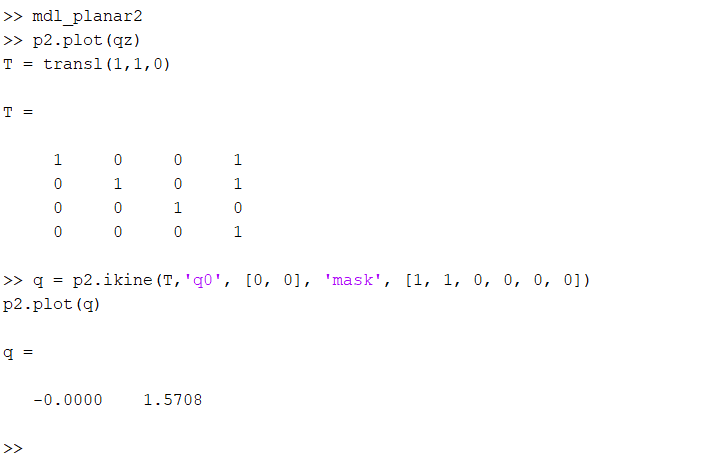 >> mdl_planar2
>> p2.plot(qz)
T = transl(1,1,0)
T =
1 0 0 1
0 1 0 1
0 0 1 0
0 0 0 1
>> q = p2.ikine(T,'q0', [0, 0], 'mask', [1, 1, 0, 0, 0, 0])
p2.plot(q)
q =
-0.0000 1.5708
>>